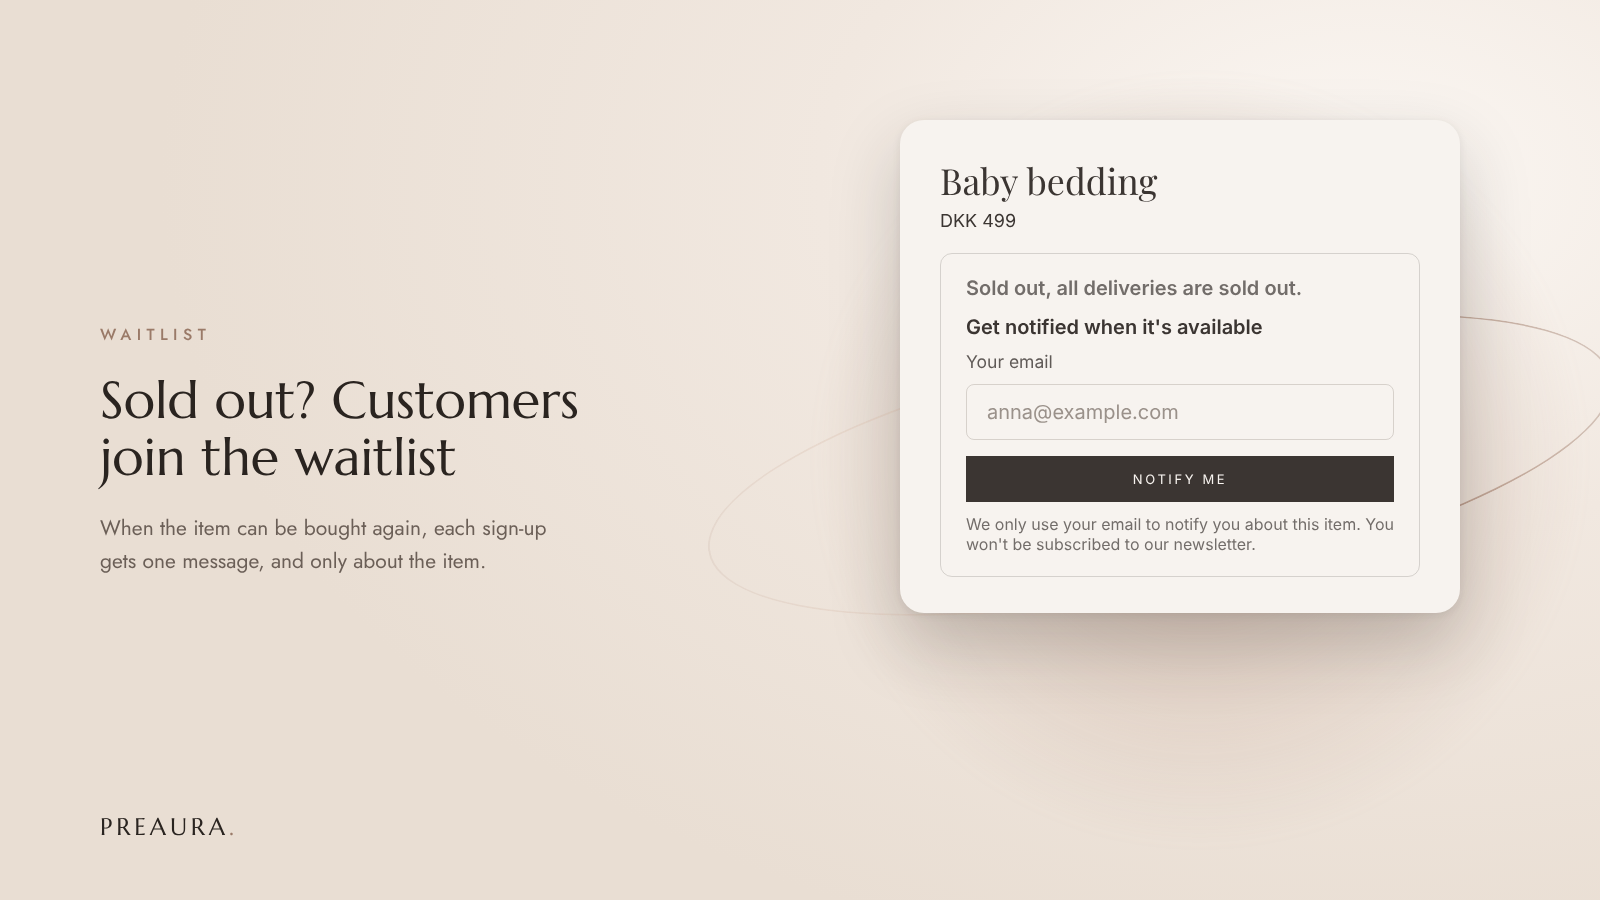 WAITLIST
Sold out? Customers
join the waitlist
When the item can be bought again, each sign-up
gets one message, and only about the item.
PREAURA.
Baby bedding
DKK 499
Sold out, all deliveries are sold out.
Get notified when it's available
Your email
anna@example.com
NOTIFY ME
We only use your email to notify you about this item. You
won't be subscribed to our newsletter.